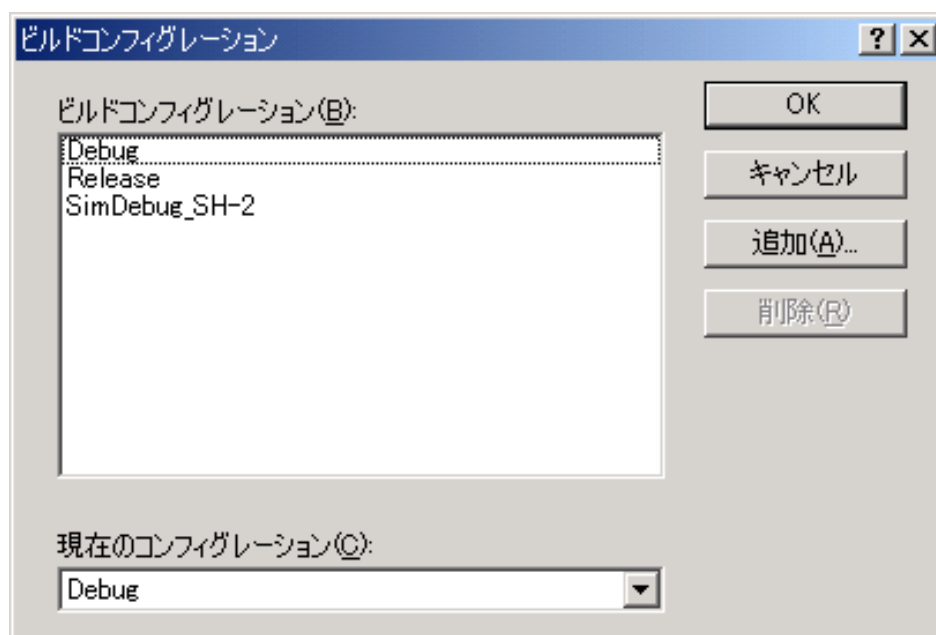 ビルドコンフィグレーション
ビルドコンフィグレーション(B):
Debug
Release
SimDebug_SH-2
OK
キャンセル
追加(A)...
削除(R)
現在のコンフィグレーション(C):
Debug